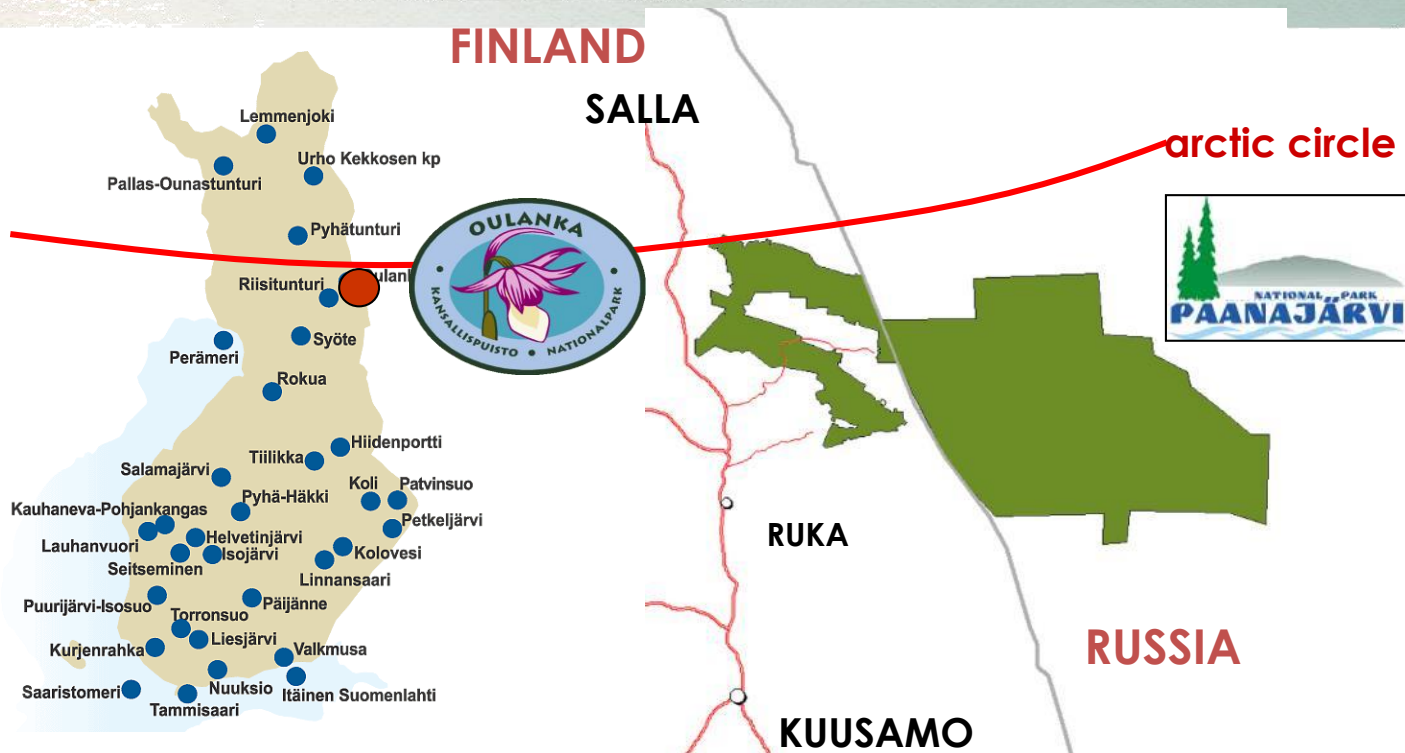 FINLAND
SALLA
arctic circle
Lemmenjoki
Urho Kekkosen kp
Pallas-Ounastunturi
Pyhätunturi
Riisitunturi
Syöte
Perämeri
Rokua
Hiidenportti
Tiilikka
Salamajärvi
Koli
Patvinsuo
Pyhä-Häkki
Kauhaneva-Pohjankangas
Petkeljärvi
Helvetinjärvi
Lauhanvuori
Isojärvi
Kolovesi
Seitseminen
Linnansaari
Puurijärvi-Isosuo
Päijänne
Torronsuo
Liesjärvi
Kurjenrahka
Valkmusa
Nuuksio
Itäinen Suomenlahti
Saaristomeri
Tammisaari
OULANKA
KANSALLISPUISTO • NATIONALPARK
NATIONAL PARK
PAANAJÄRVI
RUKA
RUSSIA
KUUSAMO